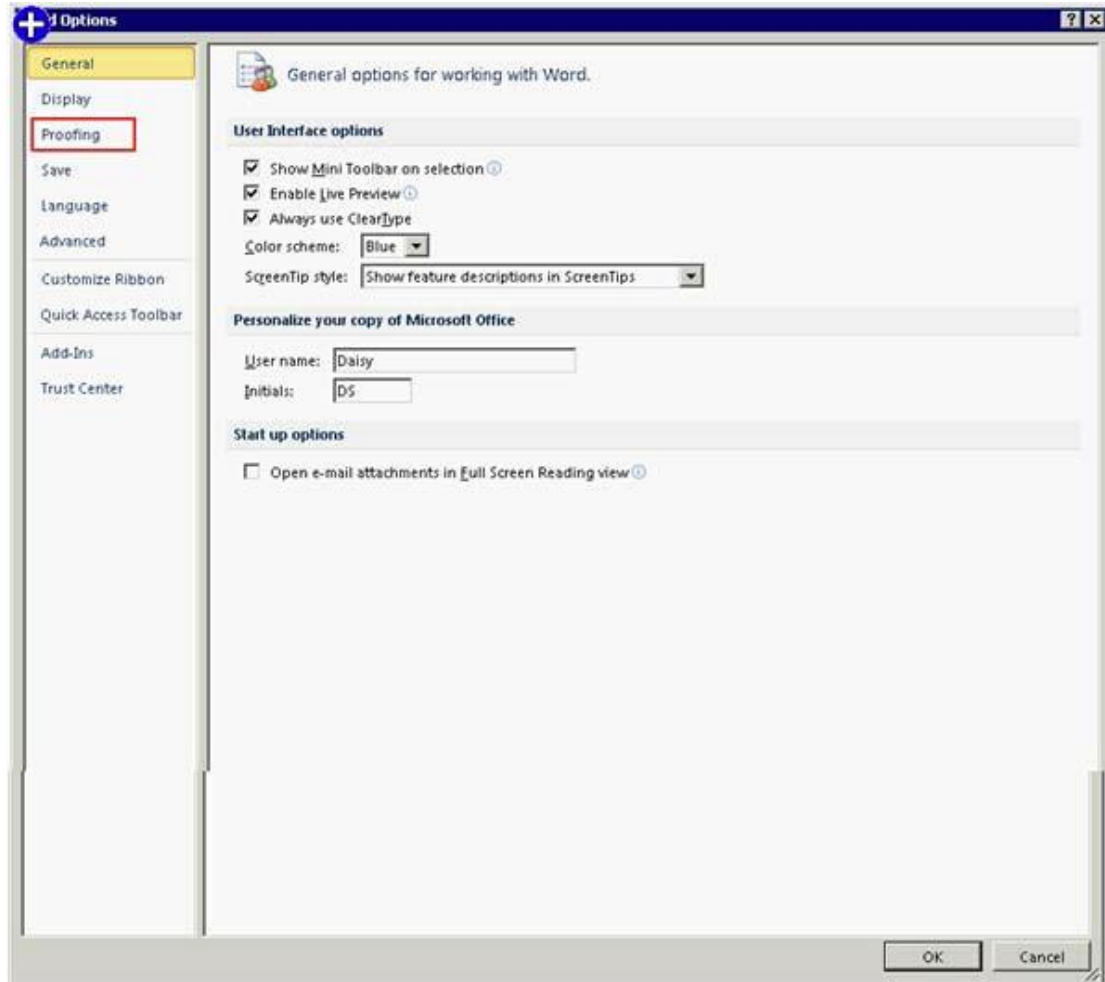 d Options
General
Display
Proofing
Save
Language
Advanced
Customize Ribbon
Quick Access Toolbar
Add-Ins
Trust Center
General options for working with Word.
User Interface options
Show Mini Toolbar on selection
Enable Live Preview
Always use ClearType
Color scheme: Blue
ScreenTip style: Show feature descriptions in ScreenTips
Personalize your copy of Microsoft Office
User name: Daisy
Initials: DS
Start up options
Open e-mail attachments in Full Screen Reading view
OK Cancel